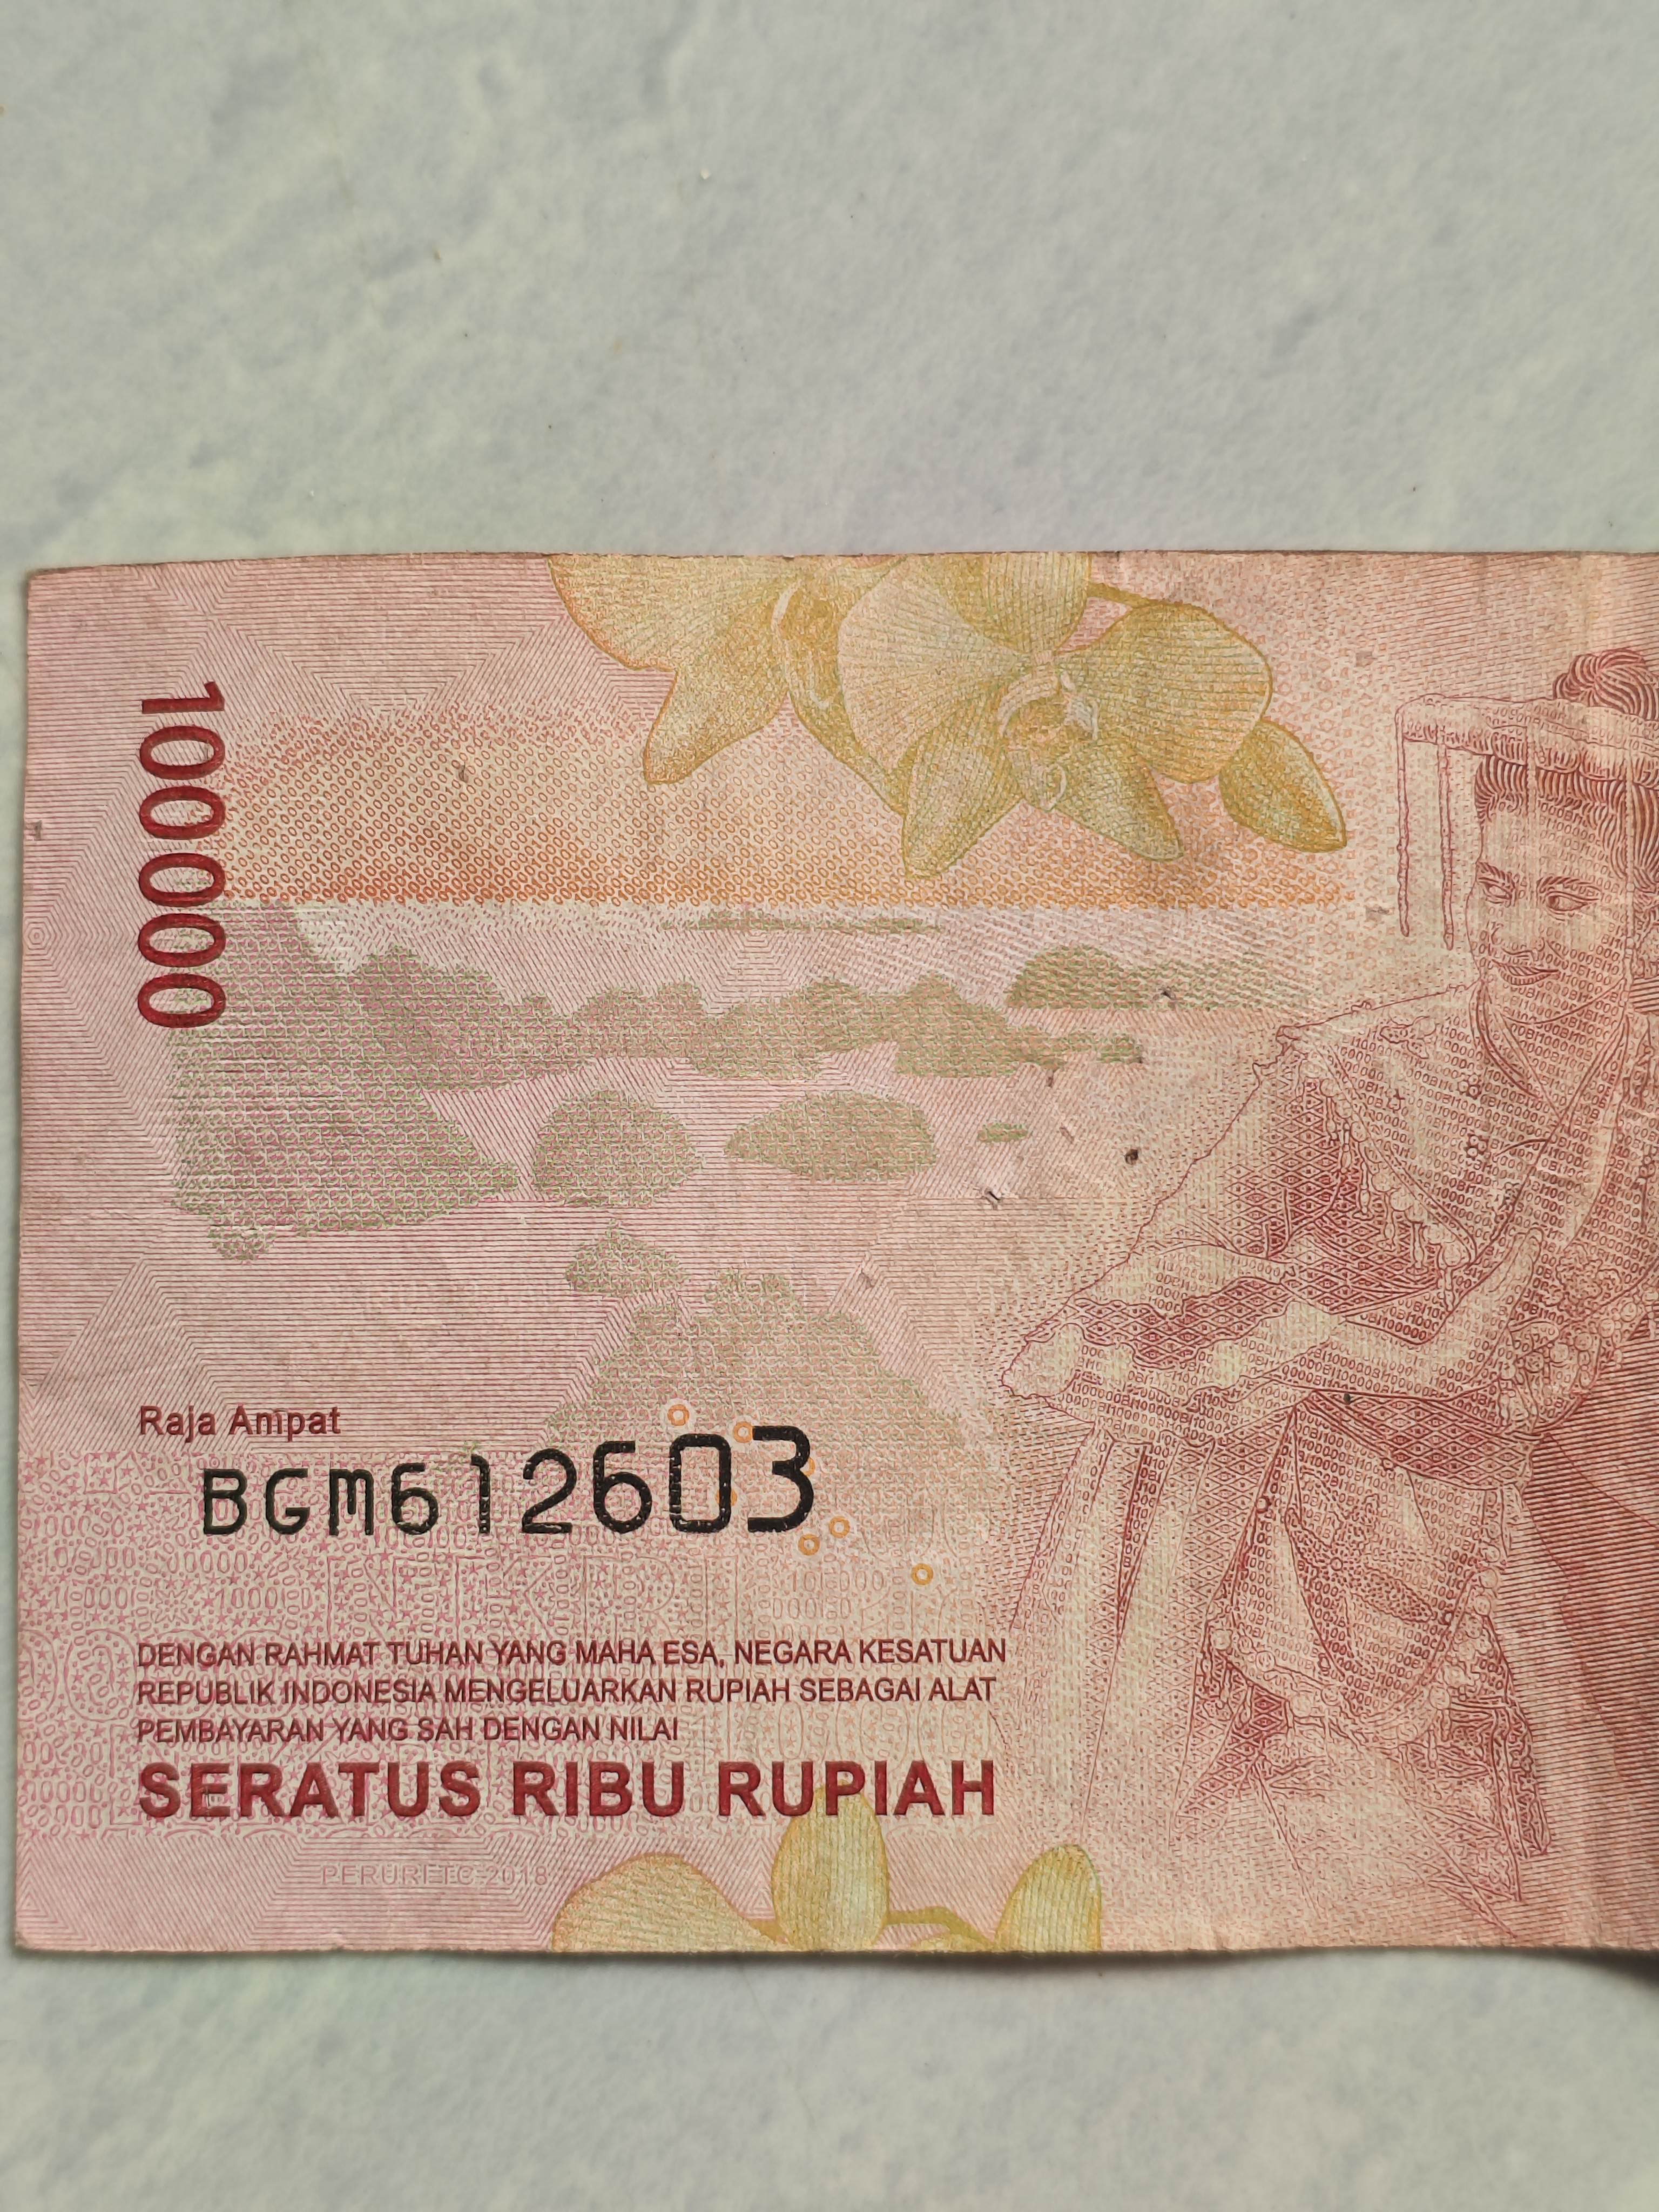 100000
Raja Ampat
BGM612603
DENGAN RAHMAT TUHAN YANG MAHA ESA, NEGARA KESATUAN
REPUBLIK INDONESIA MENGELUARKAN RUPIAH SEBAGAI ALAT
PEMBAYARAN YANG SAH DENGAN NILAI
SERATUS RIBU RUPIAH
PERURI TC 2018